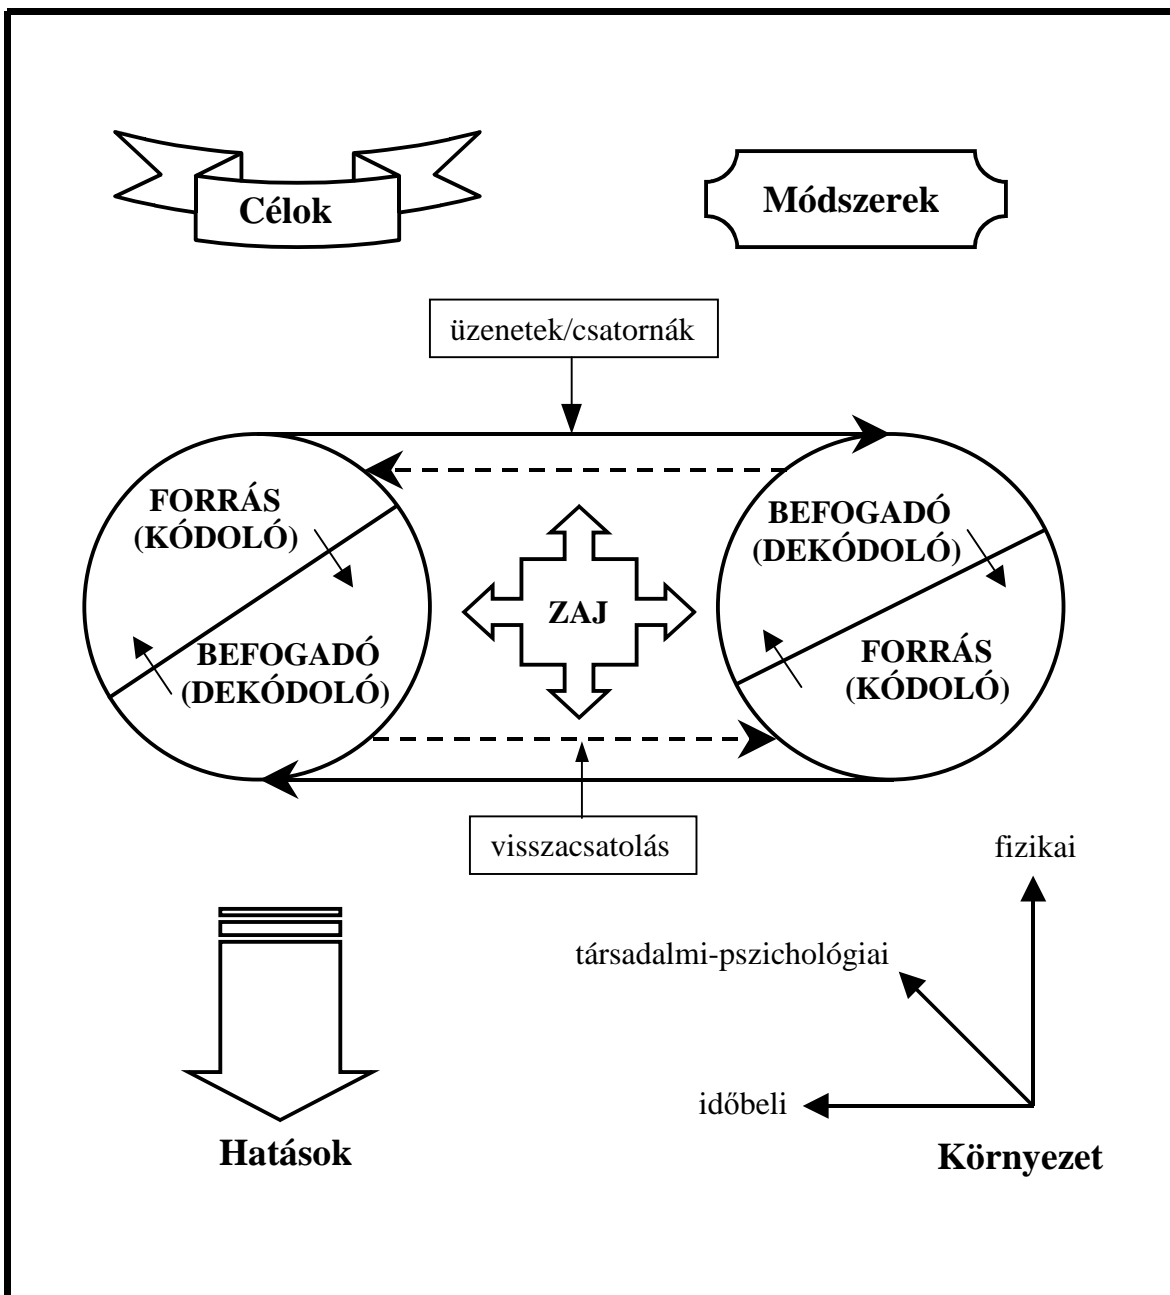 Célok
Módszerek
üzenetek/csatornák
FORRÁS
(KÓDOLÓ)
BEFOGADÓ
(DEKÓDOLÓ)
ZAJ
BEFOGADÓ
(DEKÓDOLÓ)
FORRÁS
(KÓDOLÓ)
visszacsatolás
fizikai
társadalmi-pszichológiai
időbeli
Hatások
Környezet